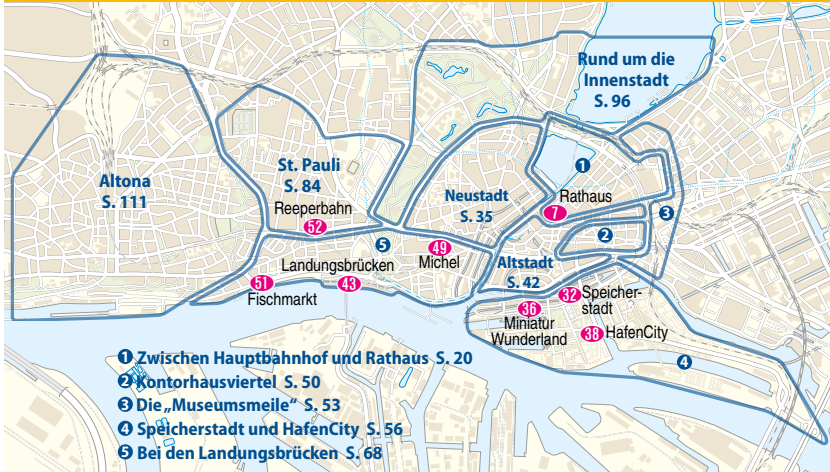 Rund um die
Innenstadt
S. 96
Altona
S. 111
St. Pauli
S. 84
Reeperbahn
52
Neustadt
S. 35
1
Rathaus
7
3
2
5
49
Michel
Altstadt
S. 42
Landungsbrücken
43
51
Fischmarkt
32 Speicher-
stadt
36
Miniatur
Wunderland
38 HafenCity
4
1 Zwischen Hauptbahnhof und Rathaus S. 20
2 Kontorhausviertel S. 50
3 Die „Museumsmeile“ S. 53
4 Speicherstadt und HafenCity S. 56
5 Bei den Landungsbrücken S. 68